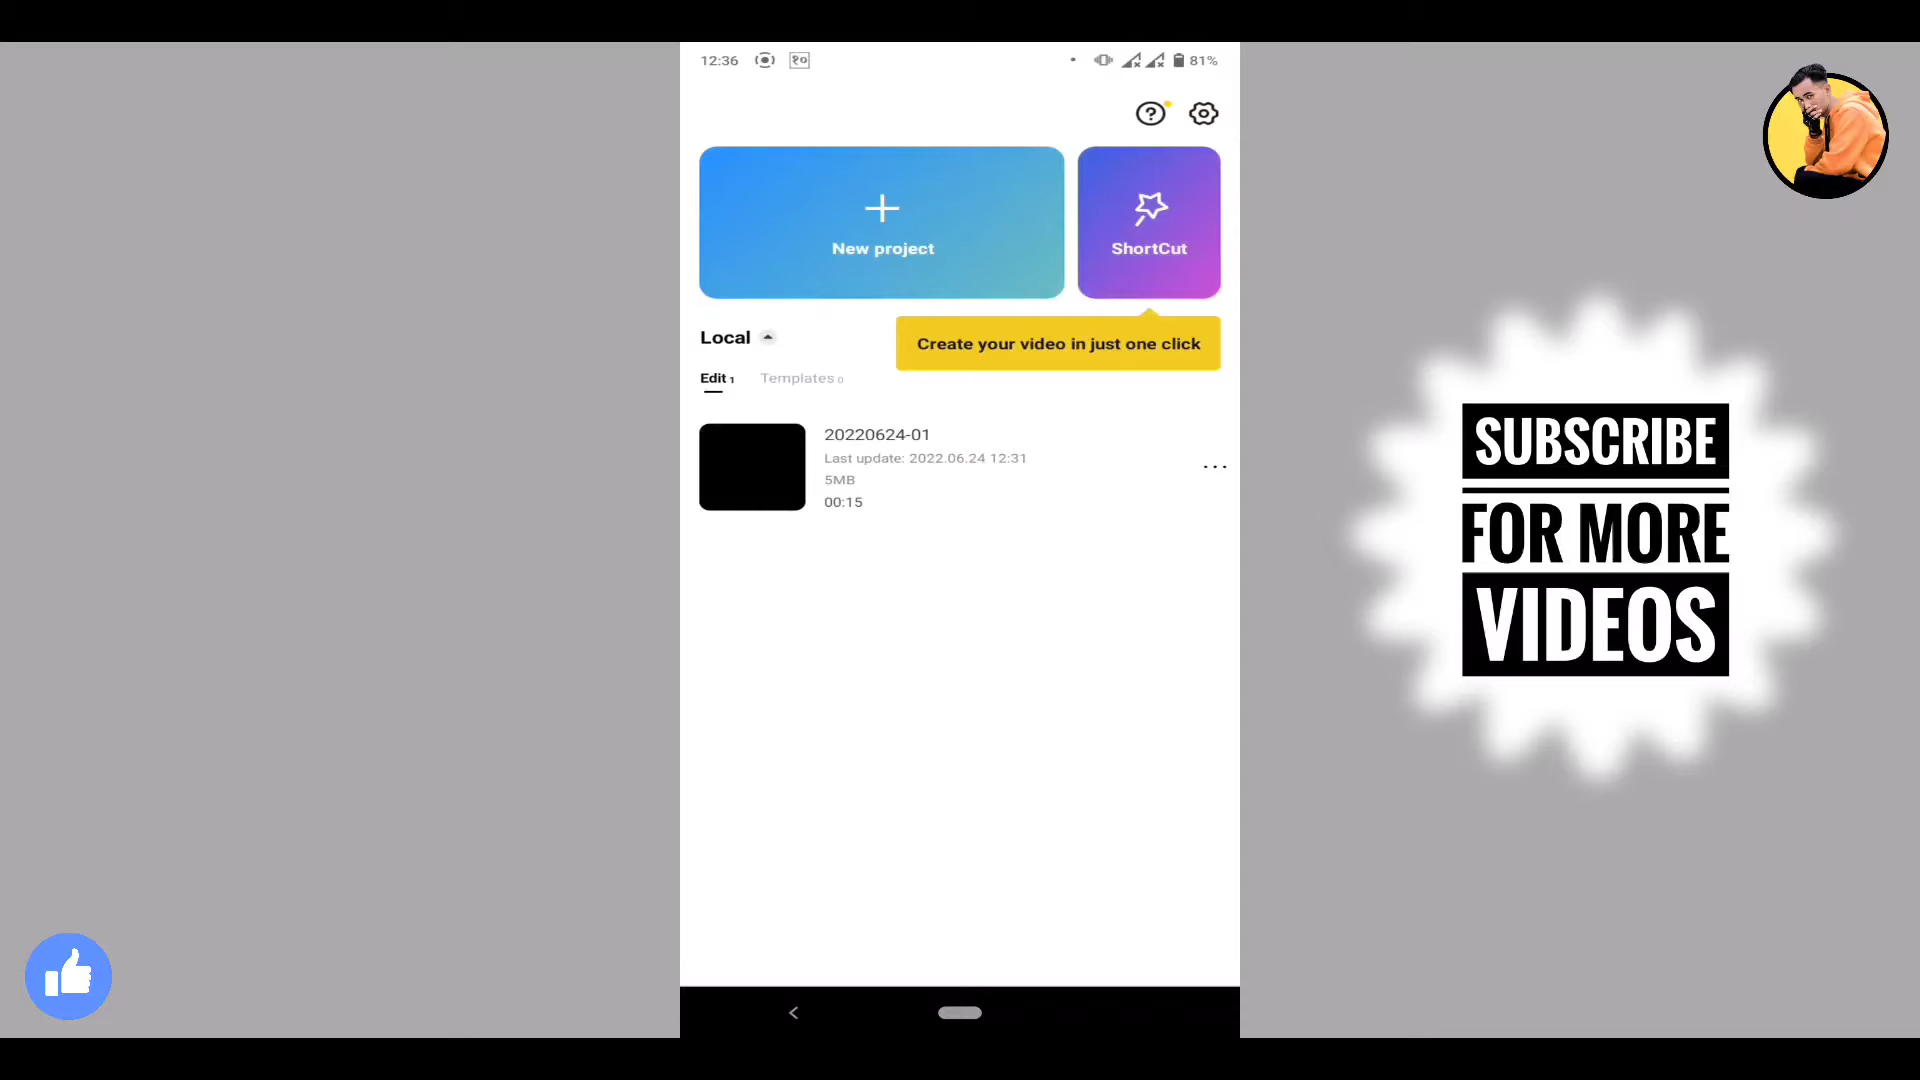 12:36 १० 81%
New project
ShortCut
Local
Create your video in just one click
Edit 1 Templates 0
20220624-01
Last update: 2022.06.24 12:31
5MB
00:15
SUBSCRIBE
FOR MORE
VIDEOS